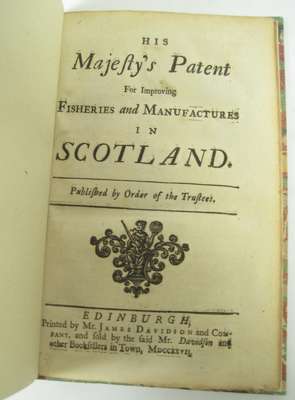 HIS
Majeſty's Patent
For Improving
FISHERIES and MANUFACTURES
IN
SCOTLAND.
Publiſhed by Order of the Truſtees.
EDINBURGH,
Printed by Mr. JAMES DAVIDSON and COM-
PANY, and ſold by the ſaid Mr. Davidſon and
other Bookſellers in Town, MDCCXXVII.